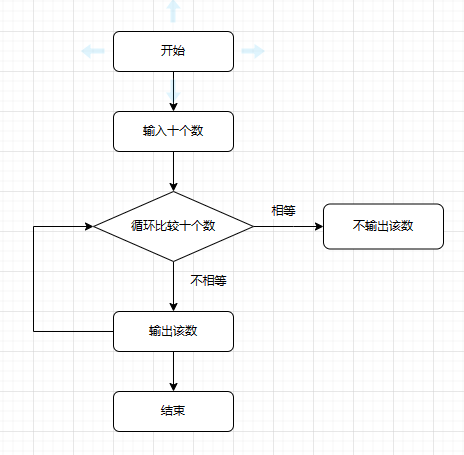 开始
输入十个数
循环比较十个数
相等
不输出该数
不相等
输出该数
结束